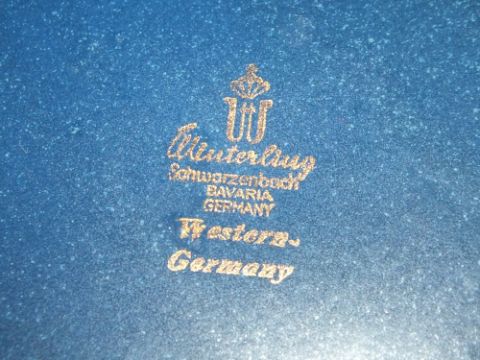 W
Winterling
Schwarzenbach
BAVARIA
GERMANY
Western-
Germany